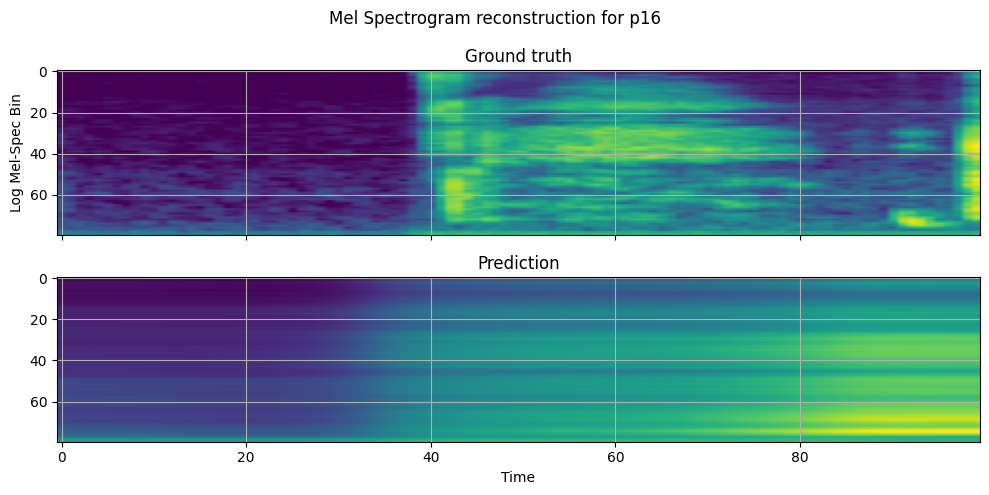 Mel Spectrogram reconstruction for p16
Ground truth
0
20
40
60
Log Mel-Spec Bin
Prediction
0
20
40
60
0 20 40 60 80
Time